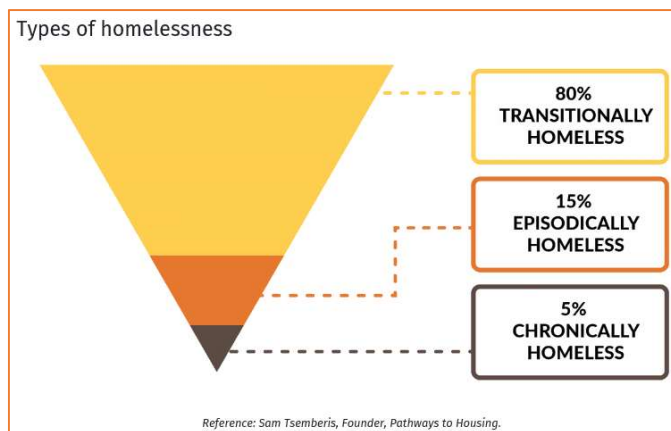 Types of homelessness
80%
TRANSITIONALLY
HOMELESS
15%
EPISODICALLY
HOMELESS
5%
CHRONICALLY
HOMELESS
Reference: Sam Tsemberis, Founder, Pathways to Housing.